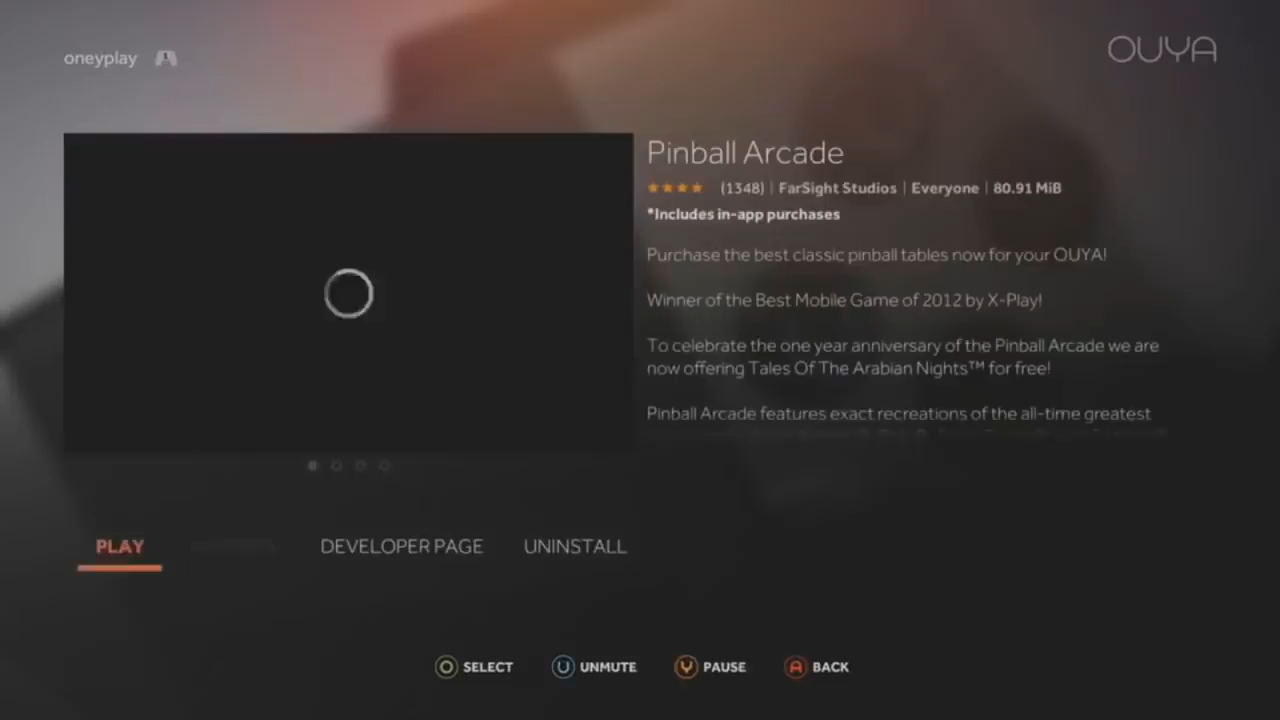 oneyplay
OUYA
Pinball Arcade
(1348) | FarSight Studios | Everyone | 80.91 MiB
*Includes in-app purchases
Purchase the best classic pinball tables now for your OUYA!
Winner of the Best Mobile Game of 2012 by X-Play!
To celebrate the one year anniversary of the Pinball Arcade we are
now offering Tales Of The Arabian Nights™ for free!
Pinball Arcade features exact recreations of the all-time greatest
PLAY DEVELOPER PAGE UNINSTALL
O SELECT U UNMUTE Y PAUSE A BACK